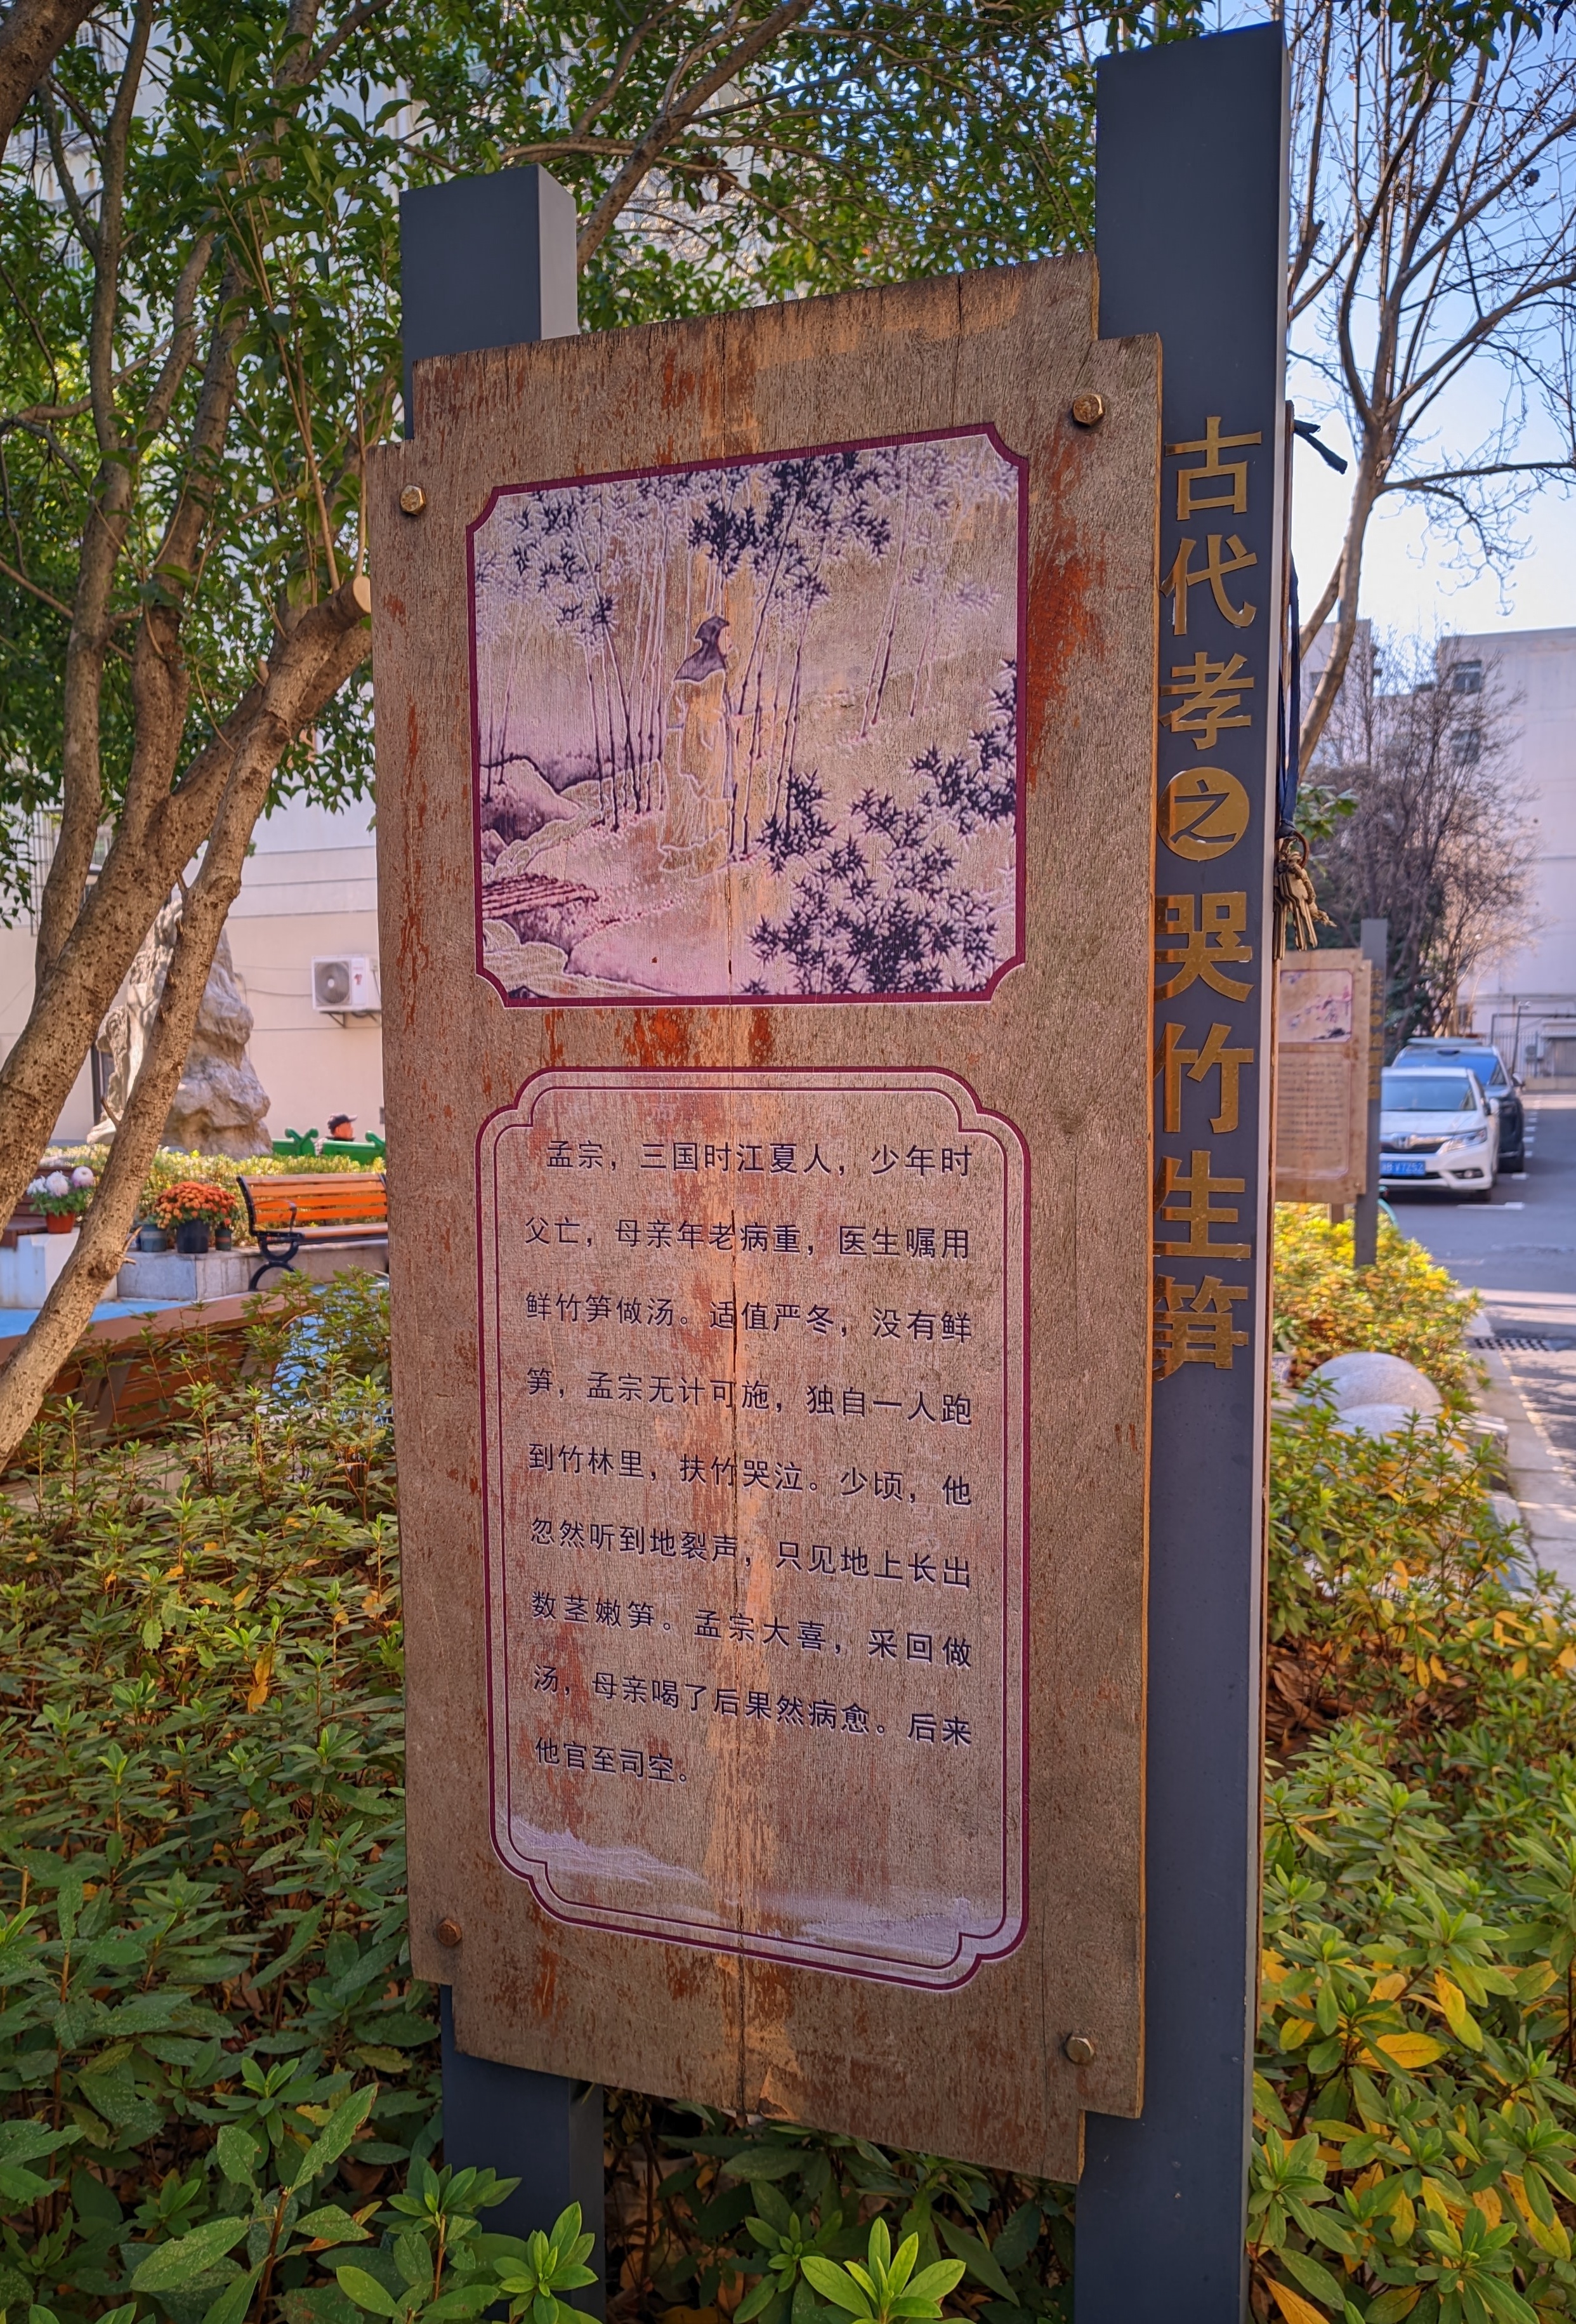 古代孝之哭竹生笋
孟宗，三国时江夏人，少年时
父亡，母亲年老病重，医生嘱用
鲜竹笋做汤。适值严冬，没有鲜
笋，孟宗无计可施，独自一人跑
到竹林里，扶竹哭泣。少顷，他
忽然听到地裂声，只见地上长出
数茎嫩笋。孟宗大喜，采回做
汤，母亲喝了后果然病愈。后来
他官至司空。